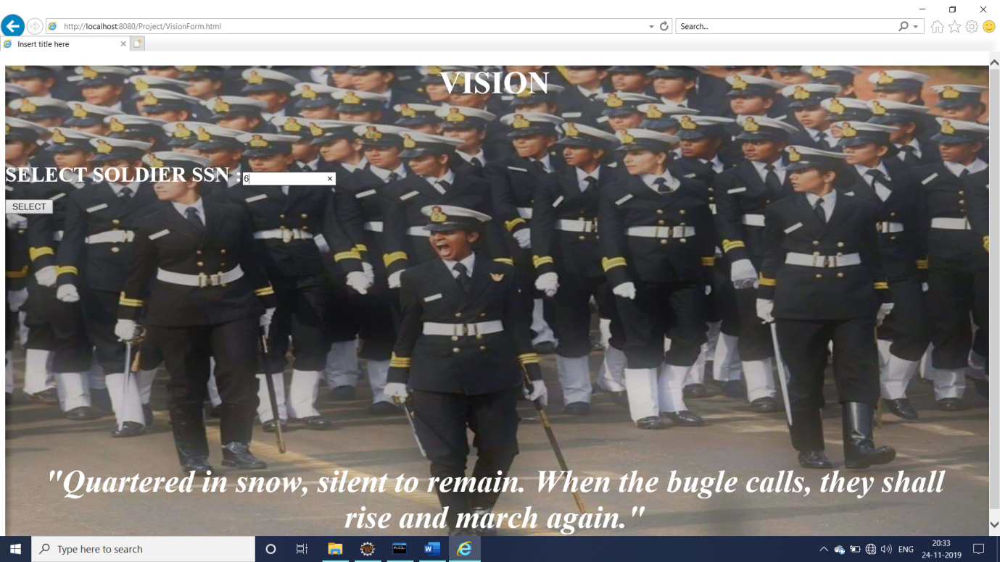 http://localhost:8080/Project/VisionForm.html
Search...
Insert title here
VISION
SELECT SOLDIER SSN :
6
SELECT
"Quartered in snow, silent to remain. When the bugle calls, they shall
rise and march again."
Type here to search
MySQL
W
ENG
20:33
24-11-2019